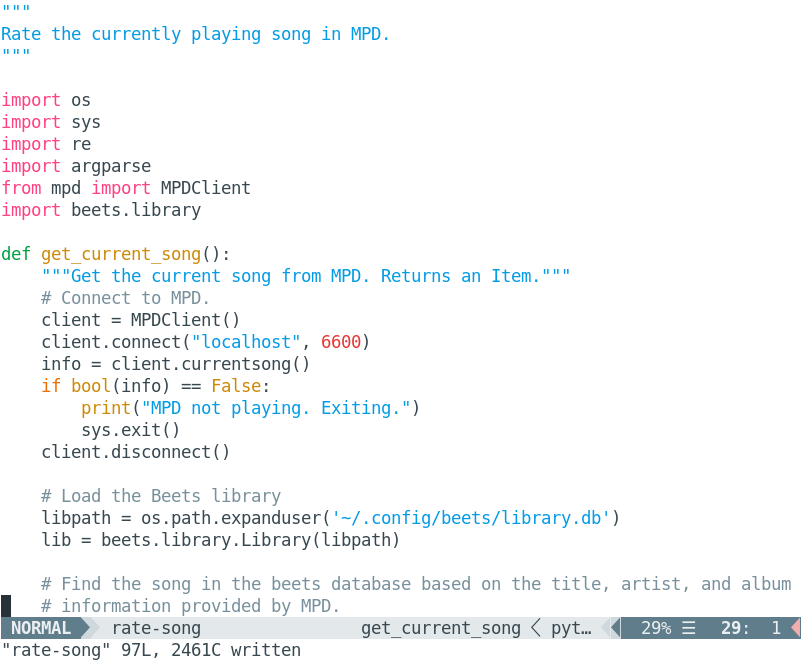 """
Rate the currently playing song in MPD.
"""

import os
import sys
import re
import argparse
from mpd import MPDClient
import beets.library

def get_current_song():
    """Get the current song from MPD. Returns an Item."""
    # Connect to MPD.
    client = MPDClient()
    client.connect("localhost", 6600)
    info = client.currentsong()
    if bool(info) == False:
        print("MPD not playing. Exiting.")
        sys.exit()
    client.disconnect()

    # Load the Beets library
    libpath = os.path.expanduser('~/.config/beets/library.db')
    lib = beets.library.Library(libpath)

    # Find the song in the beets database based on the title, artist, and album
    # information provided by MPD.
NORMAL rate-song get_current_song < pyt… 29% ☰ 29: 1
"rate-song" 97L, 2461C written